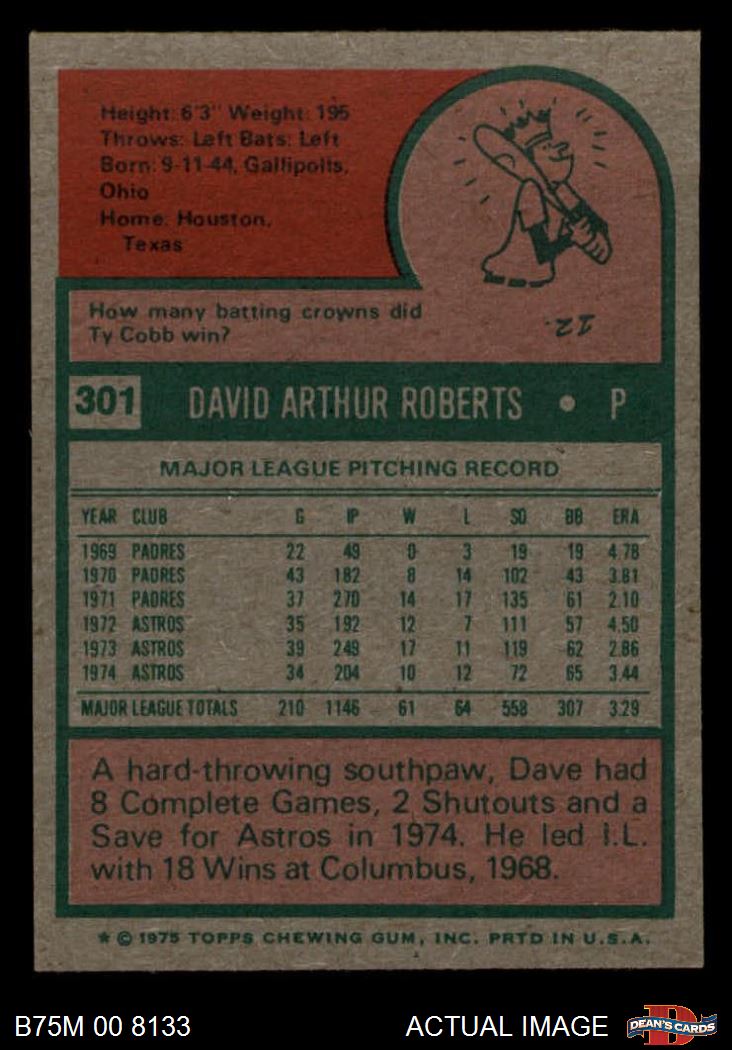 Height: 6'3" Weight: 195
Throws: Left Bats: Left
Born: 9-11-44, Gallipolis,
Ohio
Home: Houston,
Texas
How many batting crowns did
Ty Cobb win?
12.
301 DAVID ARTHUR ROBERTS • P
MAJOR LEAGUE PITCHING RECORD
YEAR CLUB G IP W L SO BB ERA
1969 PADRES 22 49 0 3 19 19 4.78
1970 PADRES 43 182 8 14 102 43 3.81
1971 PADRES 37 270 14 17 135 61 2.10
1972 ASTROS 35 192 12 7 111 57 4.50
1973 ASTROS 39 249 17 11 119 62 2.86
1974 ASTROS 34 204 10 12 72 65 3.44
MAJOR LEAGUE TOTALS 210 1146 61 64 558 307 3.29
A hard-throwing southpaw, Dave had
8 Complete Games, 2 Shutouts and a
Save for Astros in 1974. He led I.L.
with 18 Wins at Columbus, 1968.
* © 1975 TOPPS CHEWING GUM, INC. PRTD IN U.S.A.
B75M 00 8133 ACTUAL IMAGE DEAN'S CARDS